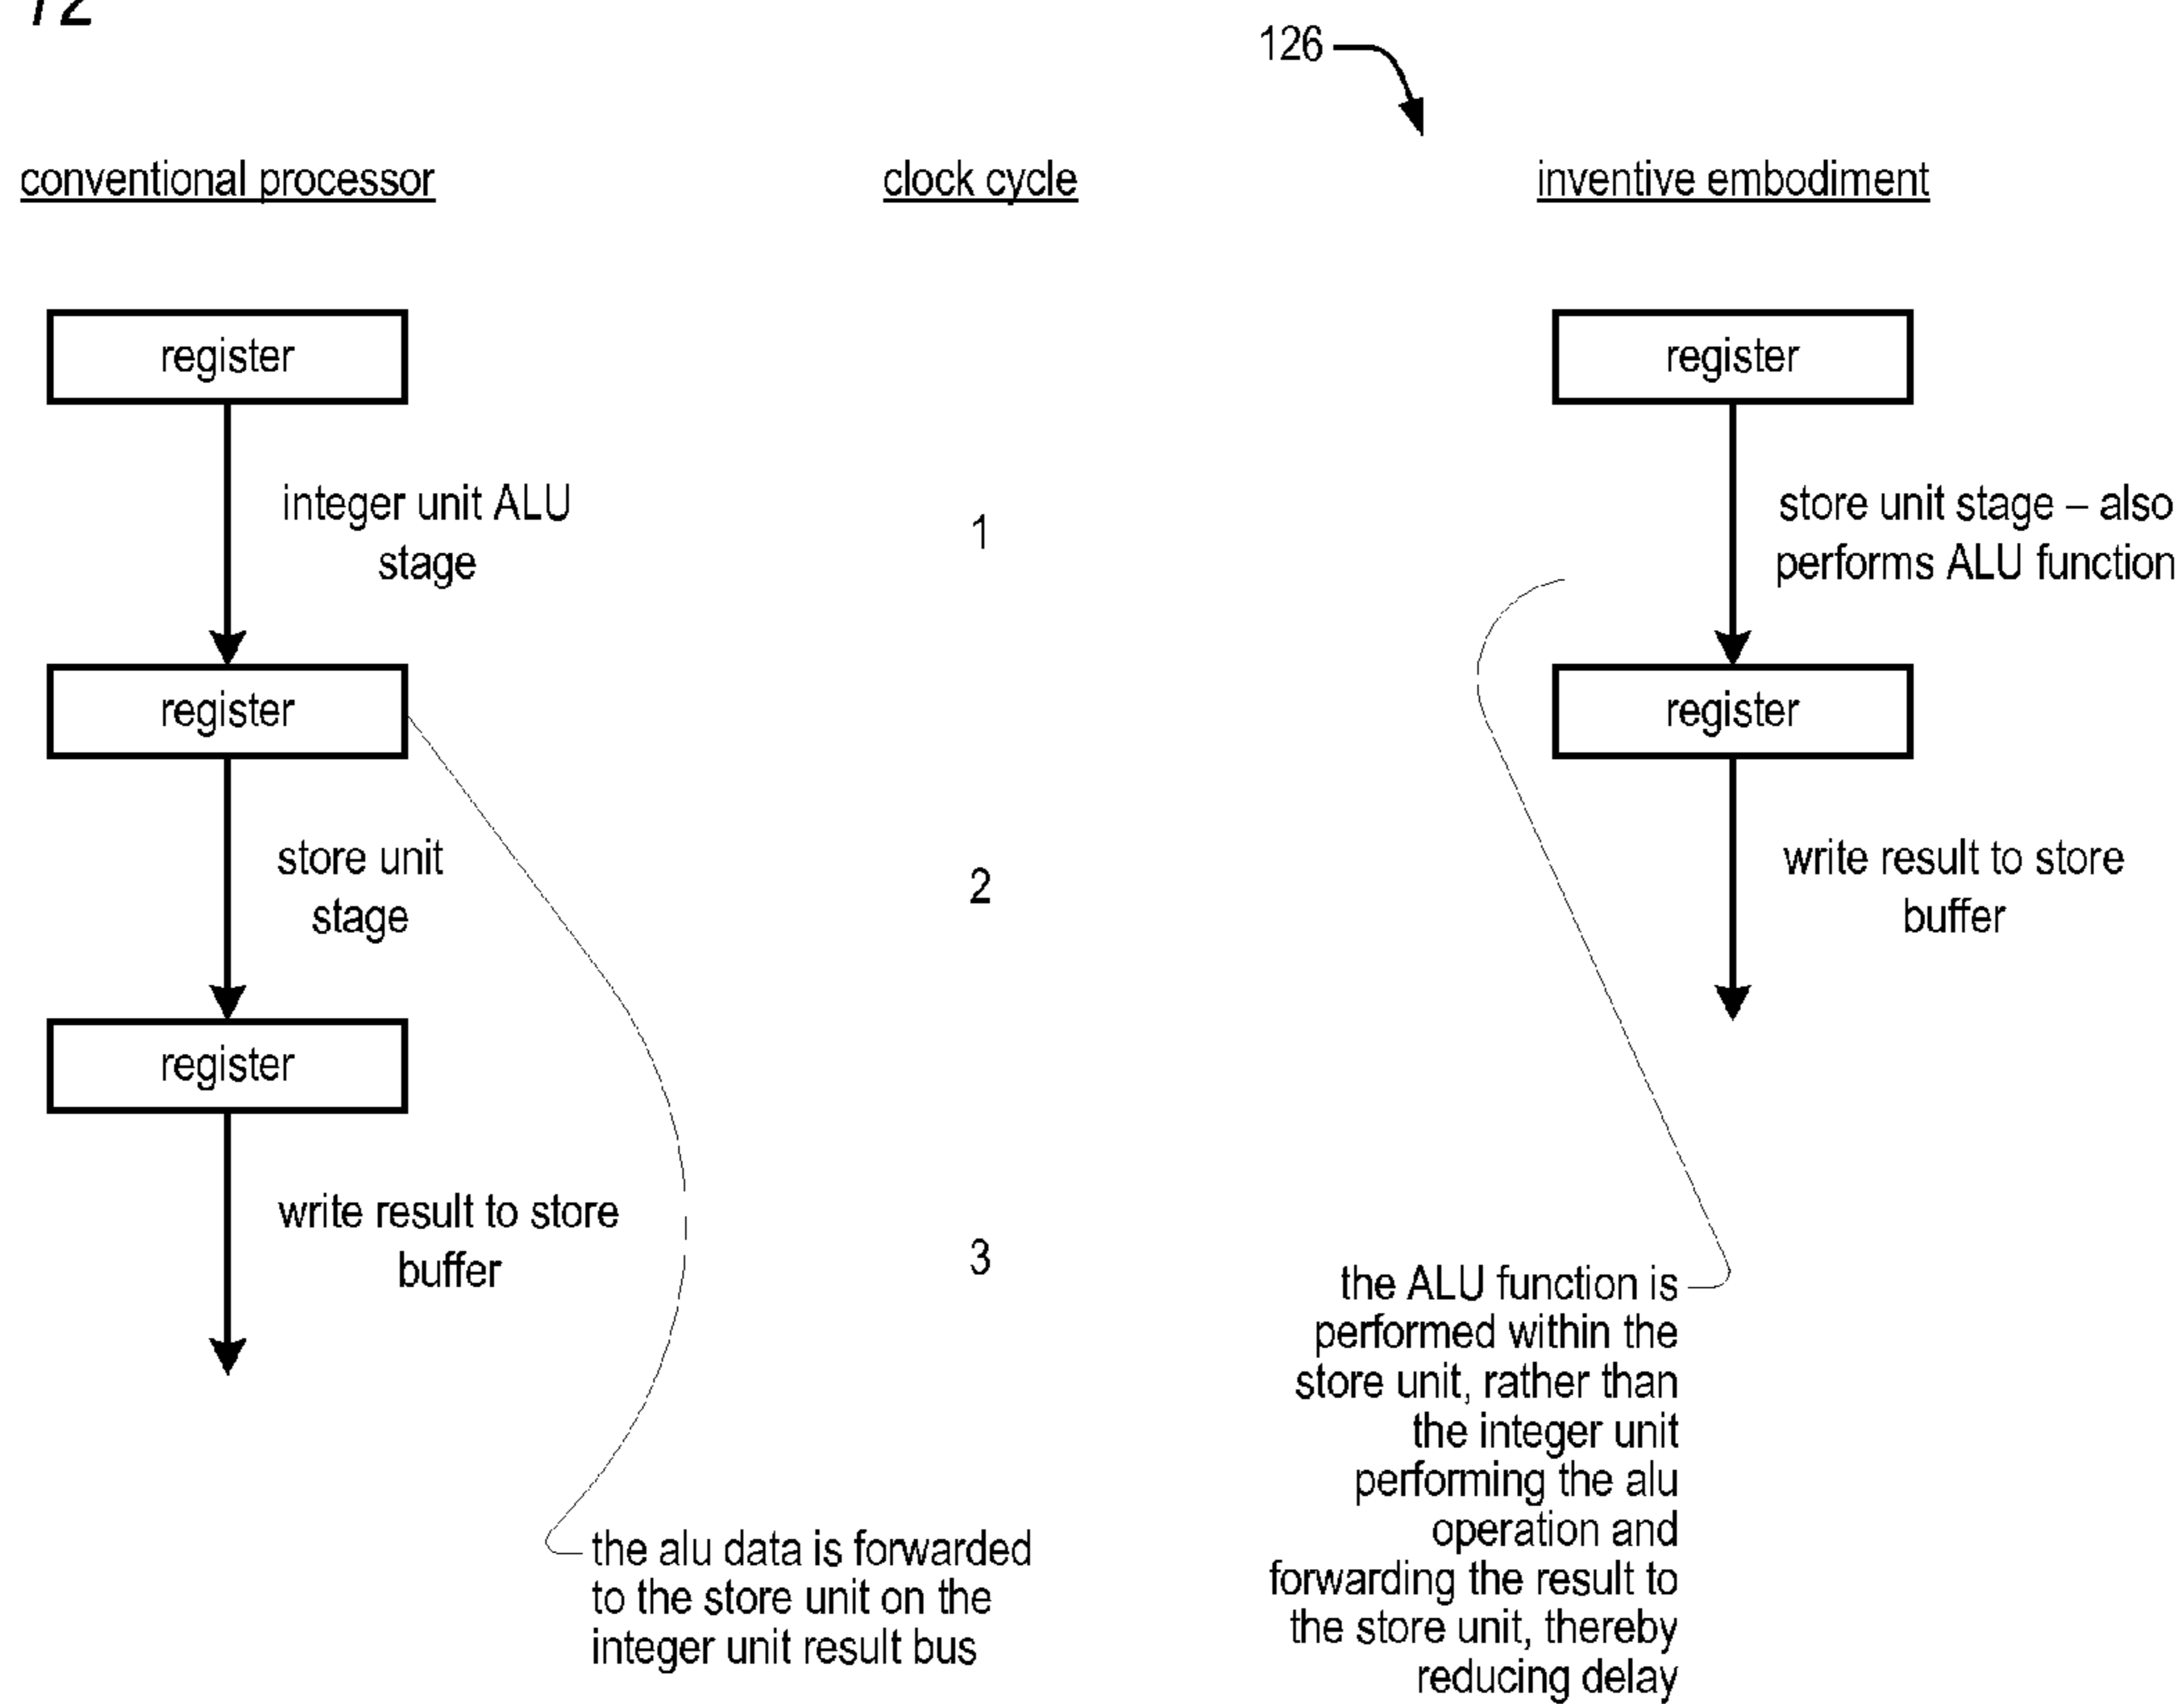 12
126
conventional processor
clock cycle
inventive embodiment
register
register
integer unit ALU
stage
1
store unit stage – also
performs ALU function
register
register
store unit
stage
2
write result to store
buffer
register
write result to store
buffer
3
the ALU function is
performed within the
store unit, rather than
the integer unit
performing the alu
operation and
forwarding the result to
the store unit, thereby
reducing delay
the alu data is forwarded
to the store unit on the
integer unit result bus